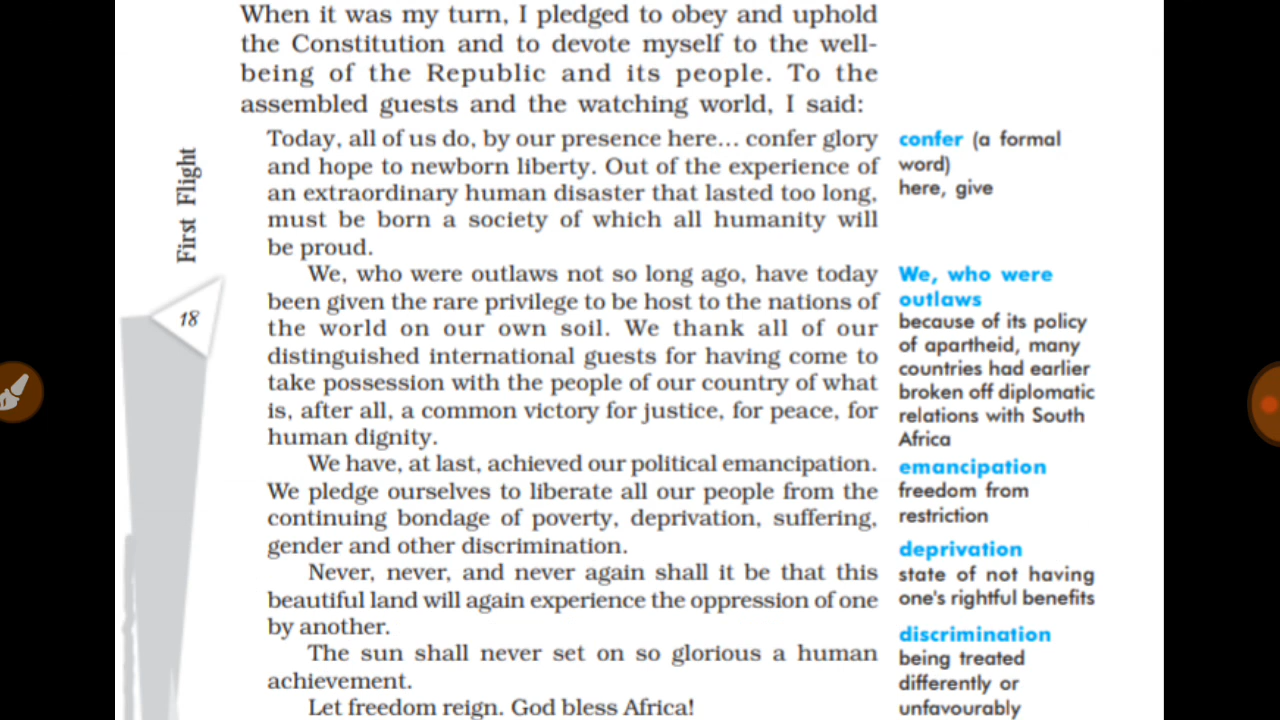 When it was my turn, I pledged to obey and uphold
the Constitution and to devote myself to the well-
being of the Republic and its people. To the
assembled guests and the watching world, I said:
Today, all of us do, by our presence here... confer glory
and hope to newborn liberty. Out of the experience of
an extraordinary human disaster that lasted too long,
must be born a society of which all humanity will
be proud.
We, who were outlaws not so long ago, have today
been given the rare privilege to be host to the nations of
the world on our own soil. We thank all of our
distinguished international guests for having come to
take possession with the people of our country of what
is, after all, a common victory for justice, for peace, for
human dignity.
We have, at last, achieved our political emancipation.
We pledge ourselves to liberate all our people from the
continuing bondage of poverty, deprivation, suffering,
gender and other discrimination.
Never, never, and never again shall it be that this
beautiful land will again experience the oppression of one
by another.
The sun shall never set on so glorious a human
achievement.
Let freedom reign. God bless Africa!
confer (a formal
word)
here, give
We, who were
outlaws
because of its policy
of apartheid, many
countries had earlier
broken off diplomatic
relations with South
Africa
emancipation
freedom from
restriction
deprivation
state of not having
one's rightful benefits
discrimination
being treated
differently or
unfavourably
First Flight
18